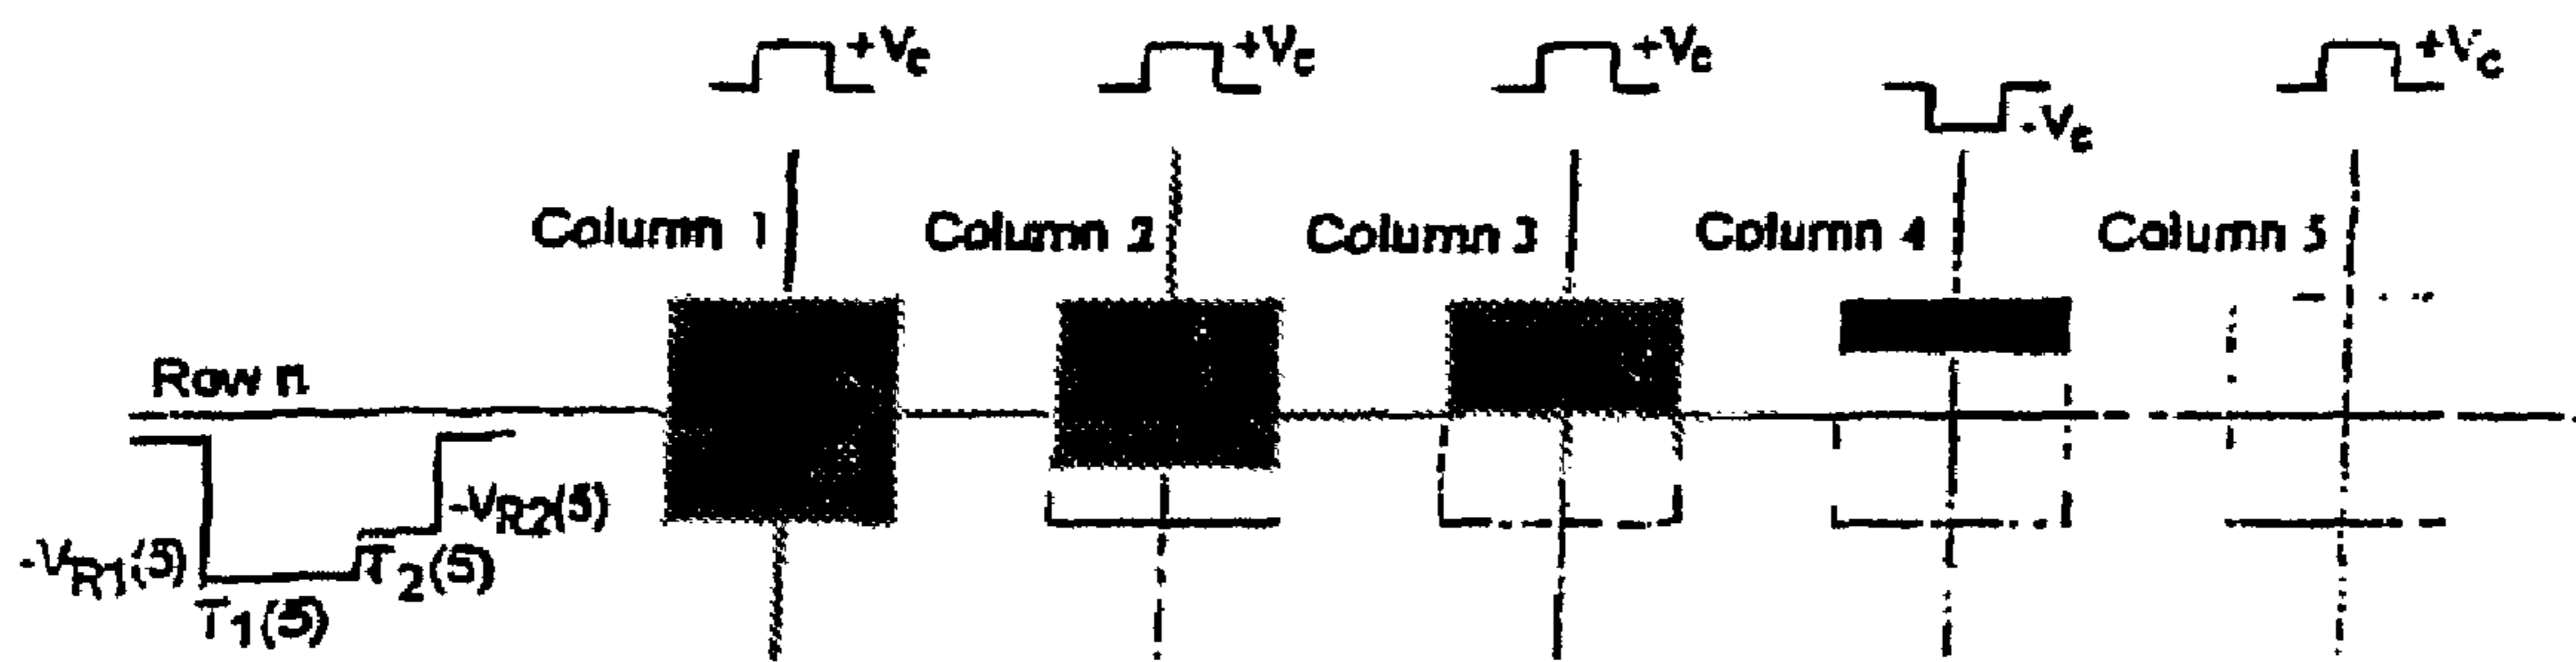 +Vc +Vc +Vc -Vc +Vc
Column 1 Column 2 Column 3 Column 4 Column 5
Row n
-VR2(5)
-VR1(5) T2(5)
T1(5)